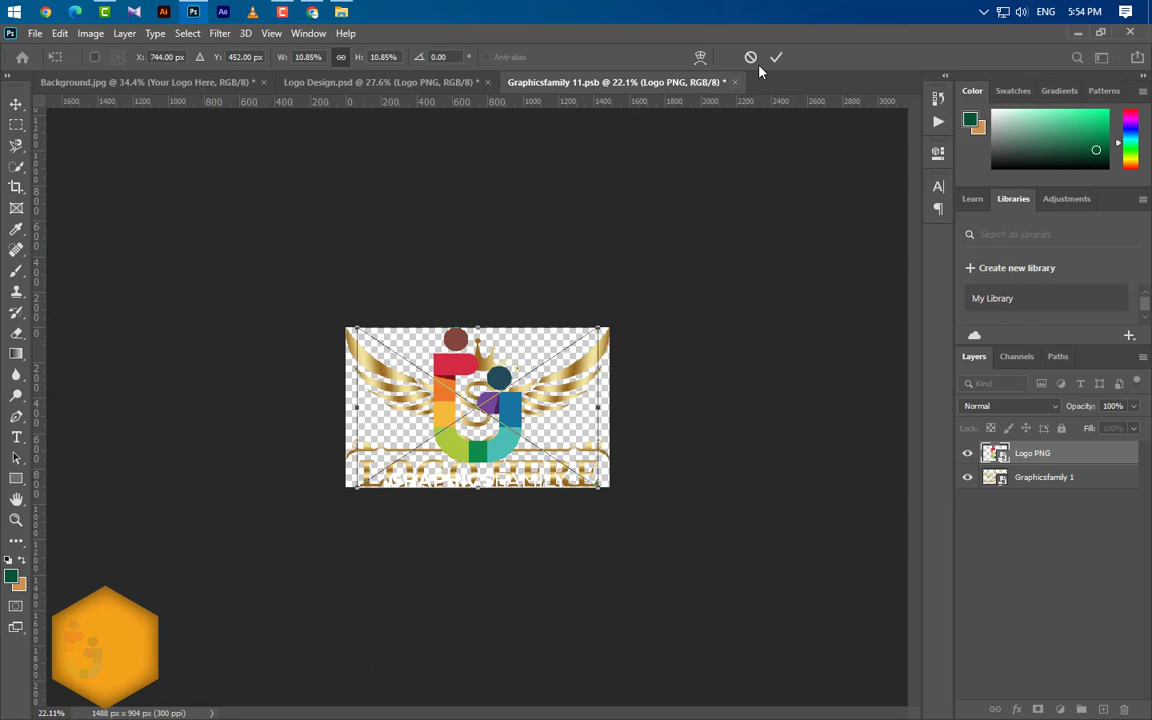 ENG 5:54 PM
File Edit Image Layer Type Select Filter 3D View Window Help
X: 744.00 px Y: 452.00 px W: 10.85% H: 10.85% 0.00 ° Anti-alias
Background.jpg @ 34.4% (Your Logo Here, RGB/8) * × Logo Design.psd @ 27.6% (Logo PNG, RGB/8) * × Graphicsfamily 11.psb @ 22.1% (Logo PNG, RGB/8) * ×
1600 1400 1200 1000 800 600 400 200 0 200 400 600 800 1000 1200 1400 1600 1800 2000 2200 2400 2600 2800 3000
Color Swatches Gradients Patterns
Learn Libraries Adjustments
Search all libraries
+ Create new library
My Library
Layers Channels Paths
Kind
Normal Opacity: 100%
Lock: Fill: 100%
Logo PNG
Graphicsfamily 1
GRAPHICSFAMILY
22.11% 1488 px x 904 px (300 ppi)